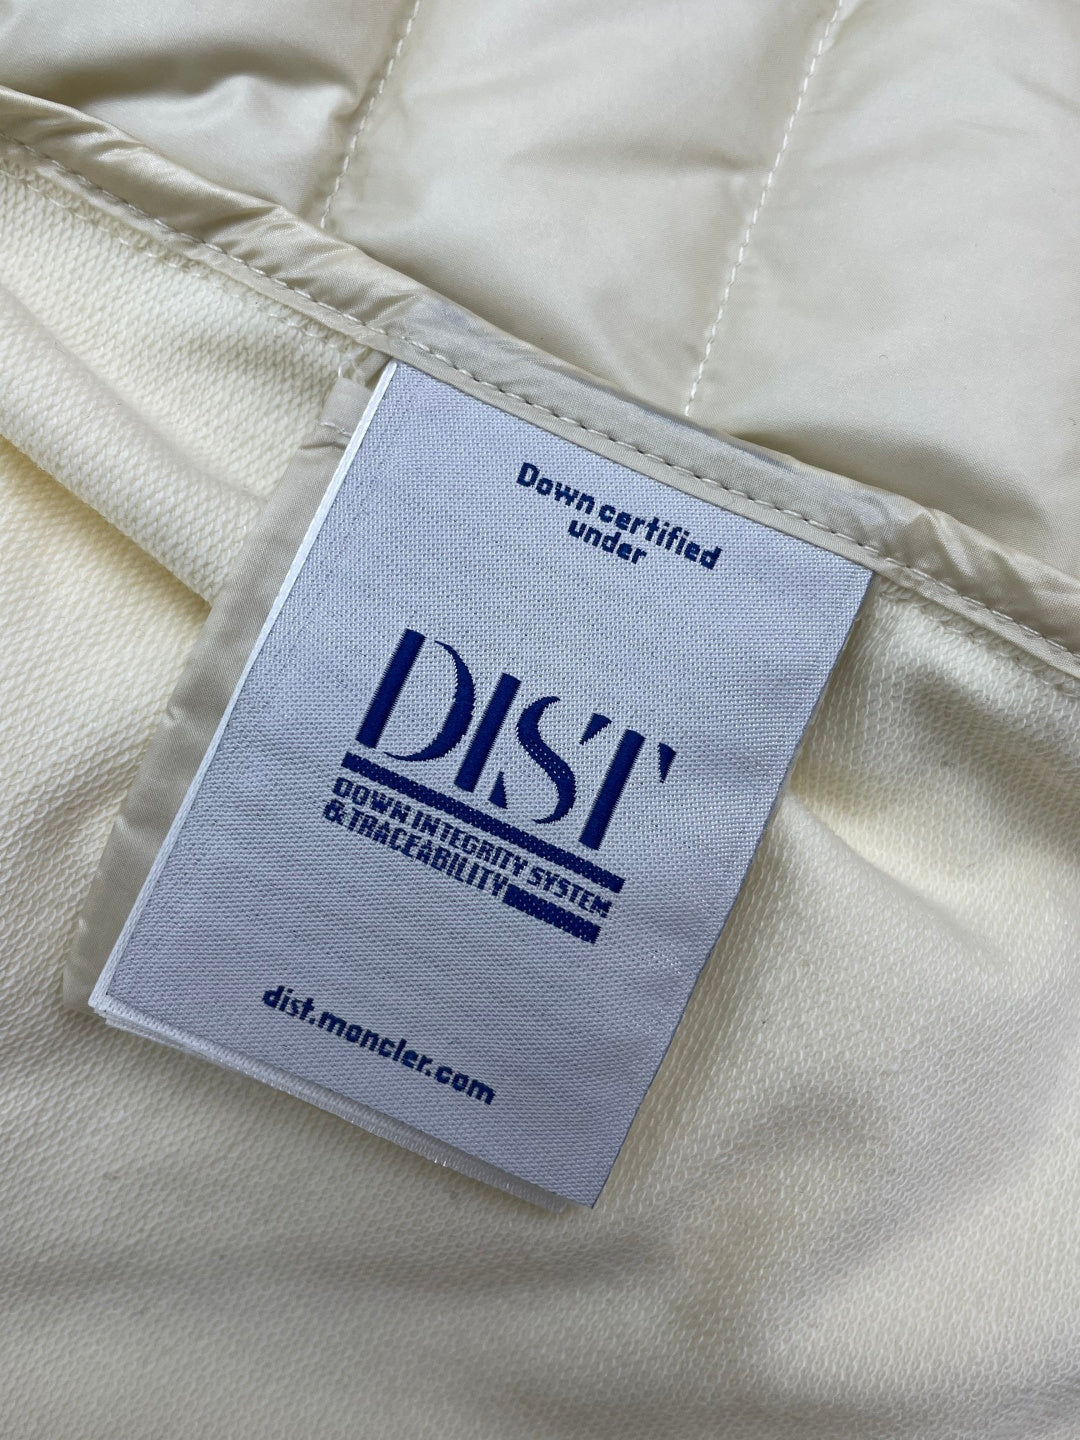 Down certified
under
DIST
DOWN INTEGRITY SYSTEM
& TRACEABILITY
dist.moncler.com